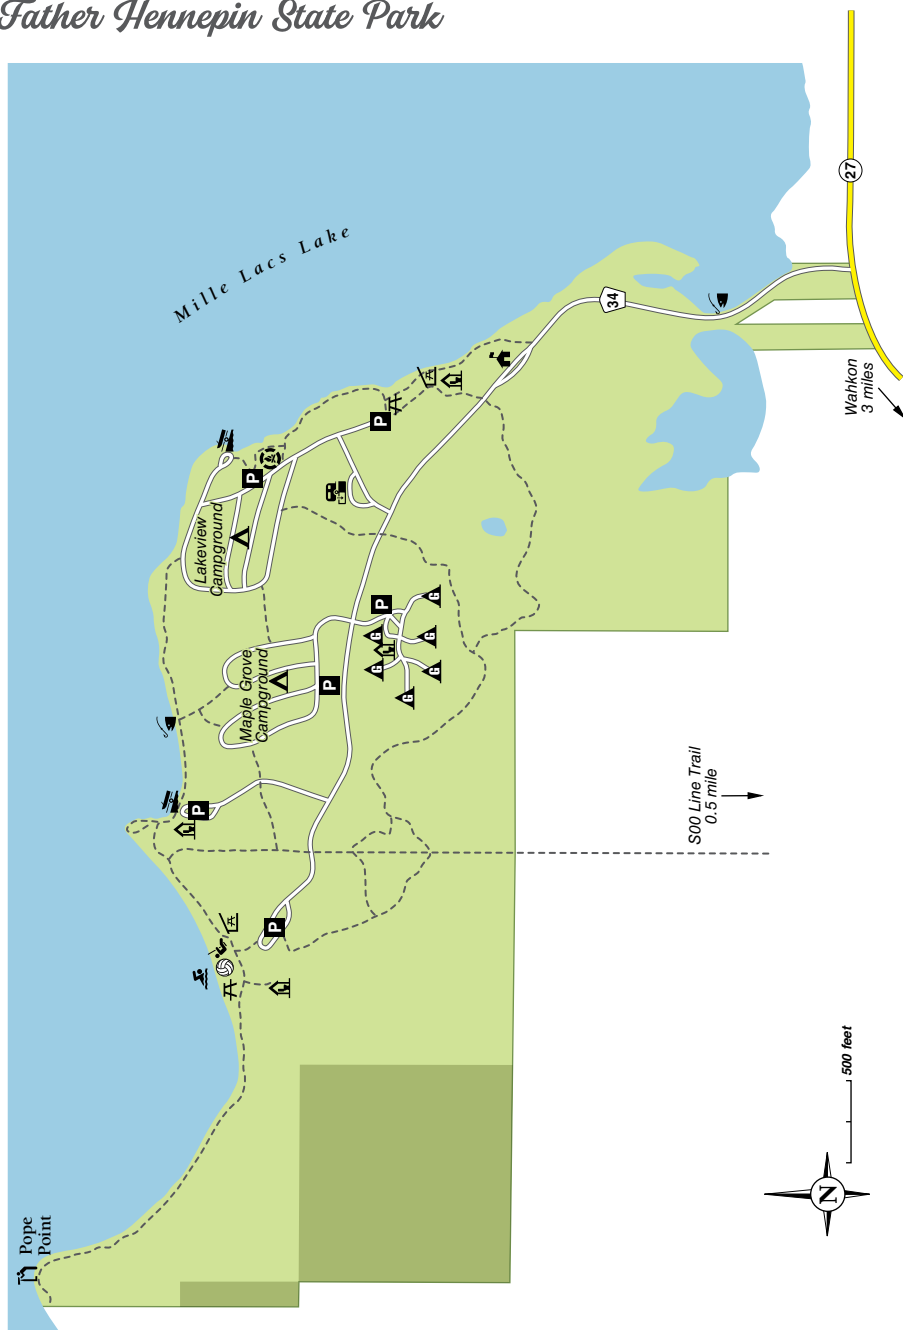 Father Hennepin State Park
27
Mille Lacs Lake
34
Wahkon
3 miles
P
P
Lakeview
Campground
P
G
G
G
G
G
G
Maple Grove
Campground
P
S00 Line Trail
0.5 mile
P
P
500 feet
N
Pope
Point